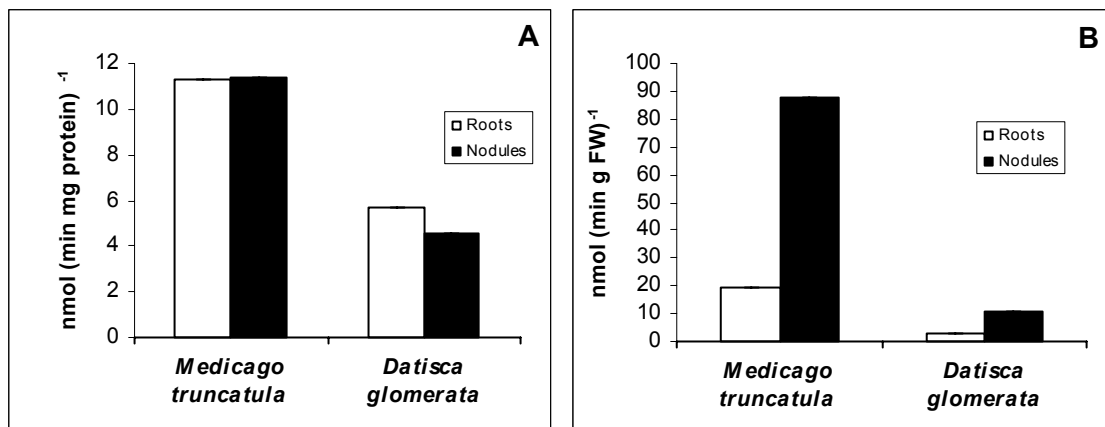 A
nmol (min mg protein) -1
12
10
8
6
4
2
0
Roots
Nodules
Medicago
truncatula
Datisca
glomerata
B
nmol (min g FW)-1
100
90
80
70
60
50
40
30
20
10
0
Roots
Nodules
Medicago
truncatula
Datisca
glomerata